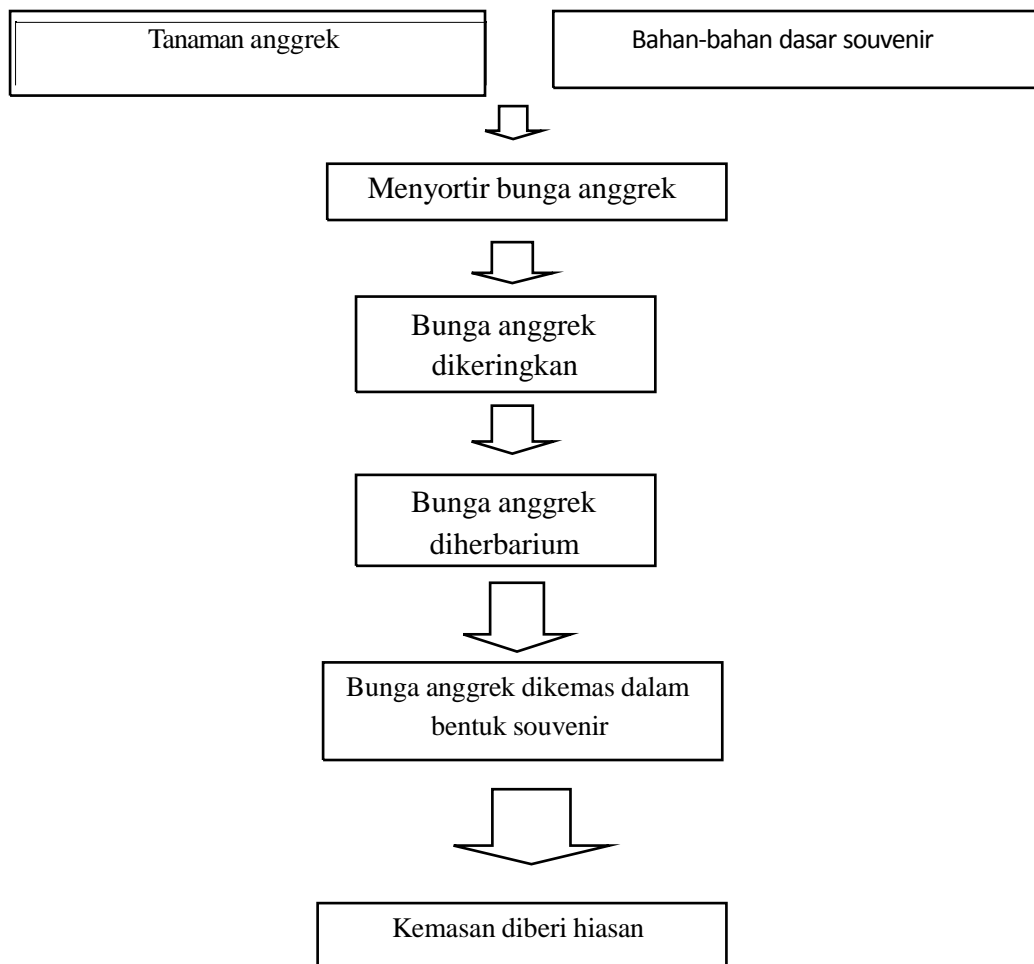 Tanaman anggrek
Bahan-bahan dasar souvenir
Menyortir bunga anggrek
Bunga anggrek
dikeringkan
Bunga anggrek
diherbarium
Bunga anggrek dikemas dalam
bentuk souvenir
Kemasan diberi hiasan